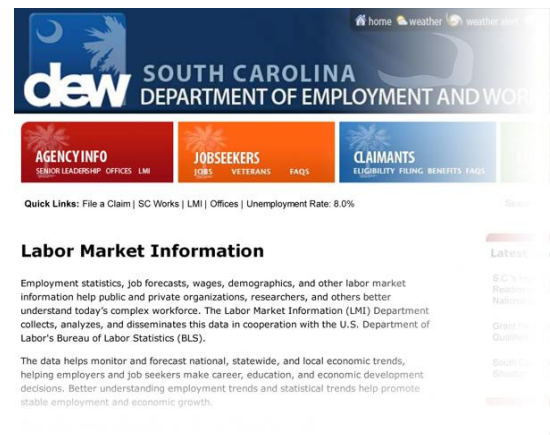 home weather weather alert
dew SOUTH CAROLINA
DEPARTMENT OF EMPLOYMENT AND
AGENCY INFO
SENIOR LEADERSHIP OFFICES LMI
JOBSEEKERS
JOBS VETERANS FAQS
CLAIMANTS
ELIGIBILITY FILING BENEFITS FAQS
Quick Links: File a Claim | SC Works | LMI | Offices | Unemployment Rate: 8.0%
Labor Market Information
Latest
Employment statistics, job forecasts, wages, demographics, and other labor market
information help public and private organizations, researchers, and others better
understand today's complex workforce. The Labor Market Information (LMI) Department
collects, analyzes, and disseminates this data in cooperation with the U.S. Department of
Labor's Bureau of Labor Statistics (BLS).
The data helps monitor and forecast national, statewide, and local economic trends,
helping employers and job seekers make career, education, and economic development
decisions. Better understanding employment trends and statistical trends help promote
stable employment and economic growth.